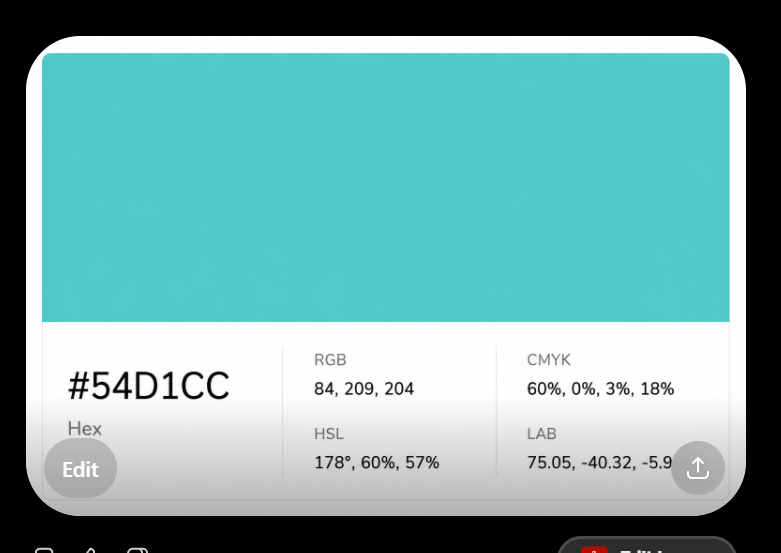 #54D1CC
Hex
RGB
84, 209, 204
HSL
178°, 60%, 57%
CMYK
60%, 0%, 3%, 18%
LAB
75.05, -40.32, -5.9
Edit